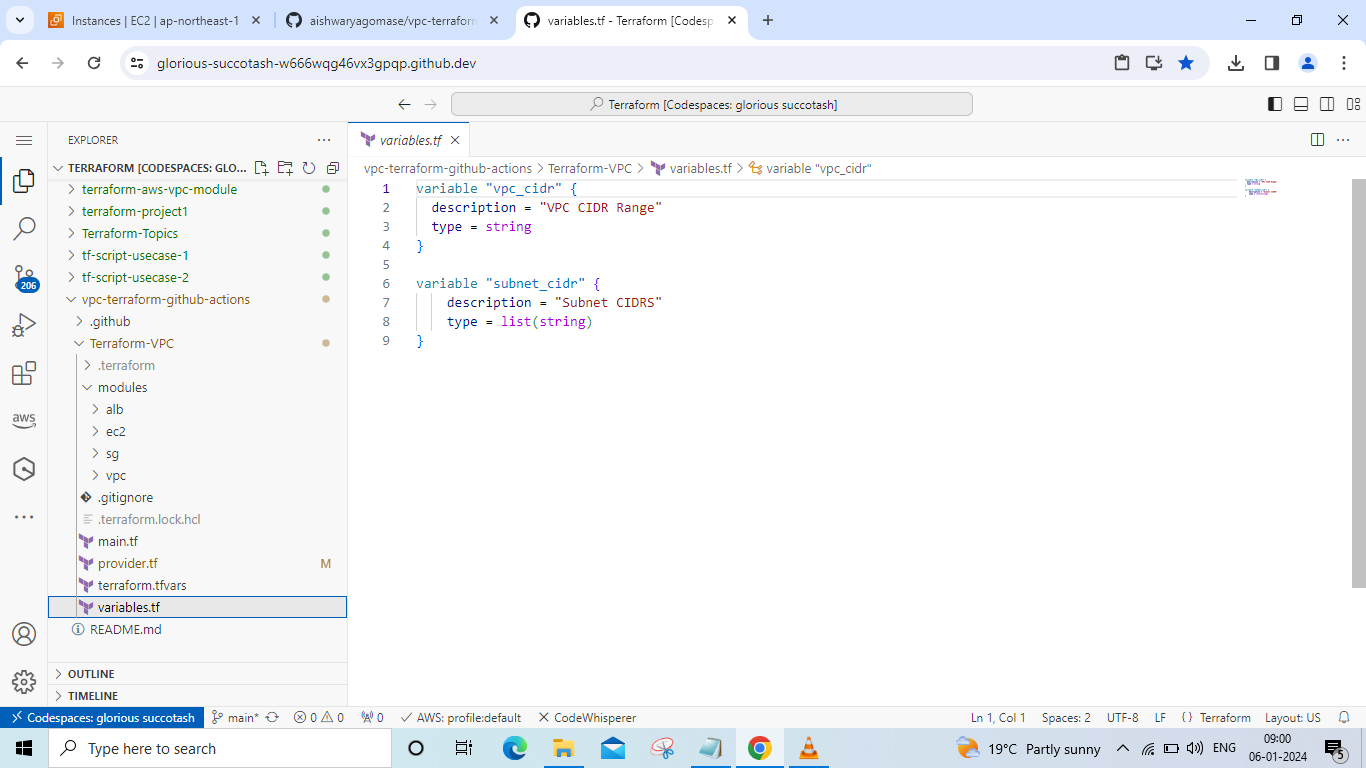 Instances | EC2 | ap-northeast-1
aishwaryagomase/vpc-terraform
variables.tf - Terraform [Codesp
glorious-succotash-w666wqg46vx3gpqp.github.dev
Terraform [Codespaces: glorious succotash]
EXPLORER
TERRAFORM [CODESPACES: GLO...
terraform-aws-vpc-module
terraform-project1
Terraform-Topics
tf-script-usecase-1
tf-script-usecase-2
vpc-terraform-github-actions
.github
Terraform-VPC
.terraform
modules
alb
ec2
sg
vpc
.gitignore
.terraform.lock.hcl
main.tf
provider.tf M
terraform.tfvars
variables.tf
README.md
OUTLINE
TIMELINE
206
aws
variables.tf
vpc-terraform-github-actions > Terraform-VPC > variables.tf > variable "vpc_cidr"
1 variable "vpc_cidr" {
2 description = "VPC CIDR Range"
3 type = string
4 }
5
6 variable "subnet_cidr" {
7 description = "Subnet CIDRS"
8 type = list(string)
9 }
Codespaces: glorious succotash main* 0 0 0 AWS: profile:default CodeWhisperer Ln 1, Col 1 Spaces: 2 UTF-8 LF {} Terraform Layout: US
Type here to search
19°C Partly sunny
ENG
09:00
06-01-2024
5